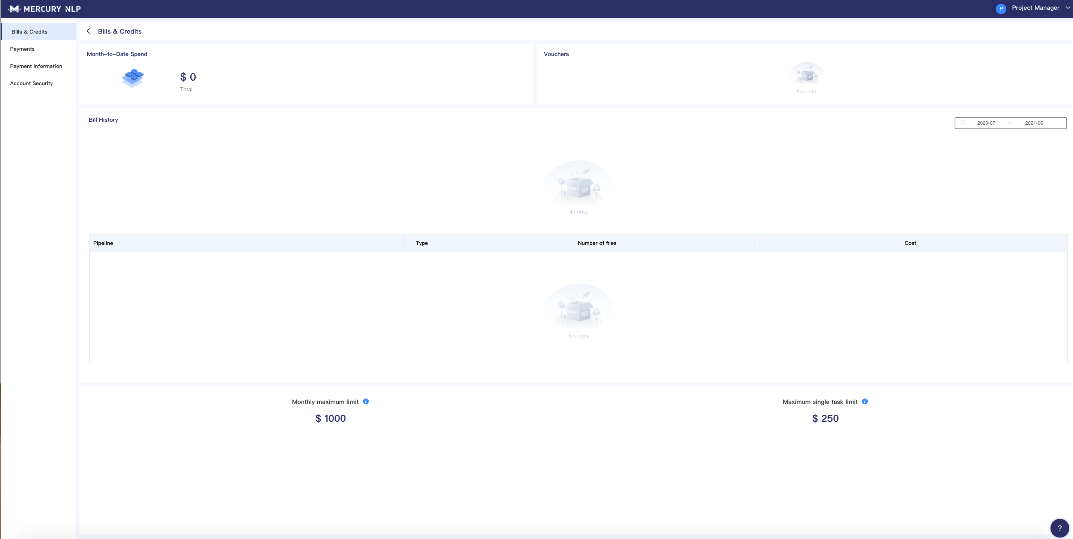 MERCURY NLP
P
Project Manager
Bills & Credits
Payments
Payment Information
Account Security
Bills & Credits
Month-to-Date Spend
$ 0
Total
Vouchers
No data
Bill History
2020-07
2021-06
No data
Pipeline
Type
Number of files
Cost
No data
Monthly maximum limit
$ 1000
Maximum single task limit
$ 250
?